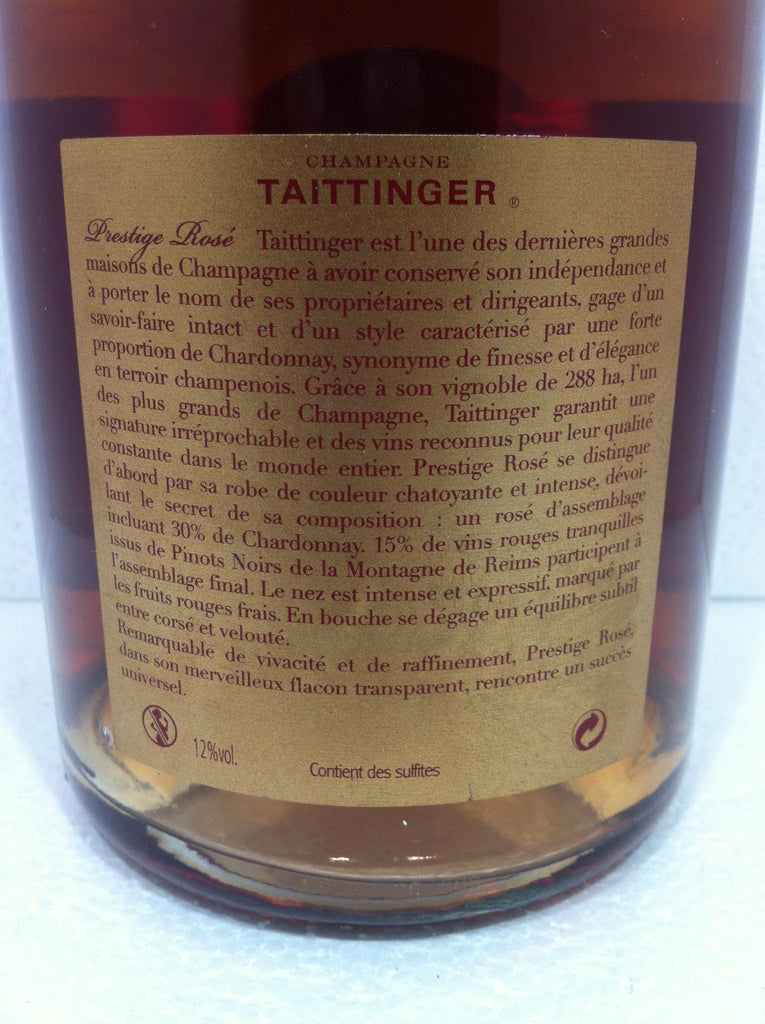 CHAMPAGNE
TAiTTINGER ®
Prestige Rosé Taittinger est l'une des dernières grandes
maisons de Champagne à avoir conservé son indépendance et
à porter le nom de ses propriétaires et dirigeants, gage d'un
savoir-faire intact et d'un style caractérisé par une forte
proportion de Chardonnay, synonyme de finesse et d'élégance
en terroir champenois. Grâce à son vignoble de 288 ha, l'un
des plus grands de Champagne, Taittinger garantit une
signature irréprochable et des vins reconnus pour leur qualité
constante dans le monde entier. Prestige Rosé se distingue
d'abord par sa robe de couleur chatoyante et intense, dévoi-
lant le secret de sa composition : un rosé d'assemblage
incluant 30% de Chardonnay. 15% de vins rouges tranquilles
issus de Pinots Noirs de la Montagne de Reims participent à
l'assemblage final. Le nez est intense et expressif, marqué par
les fruits rouges frais. En bouche se dégage un équilibre subtil
entre corsé et velouté.
Remarquable de vivacité et de raffinement, Prestige Rosé,
dans son merveilleux flacon transparent, rencontre un succès
universel.
12%vol.
Contient des sulfites